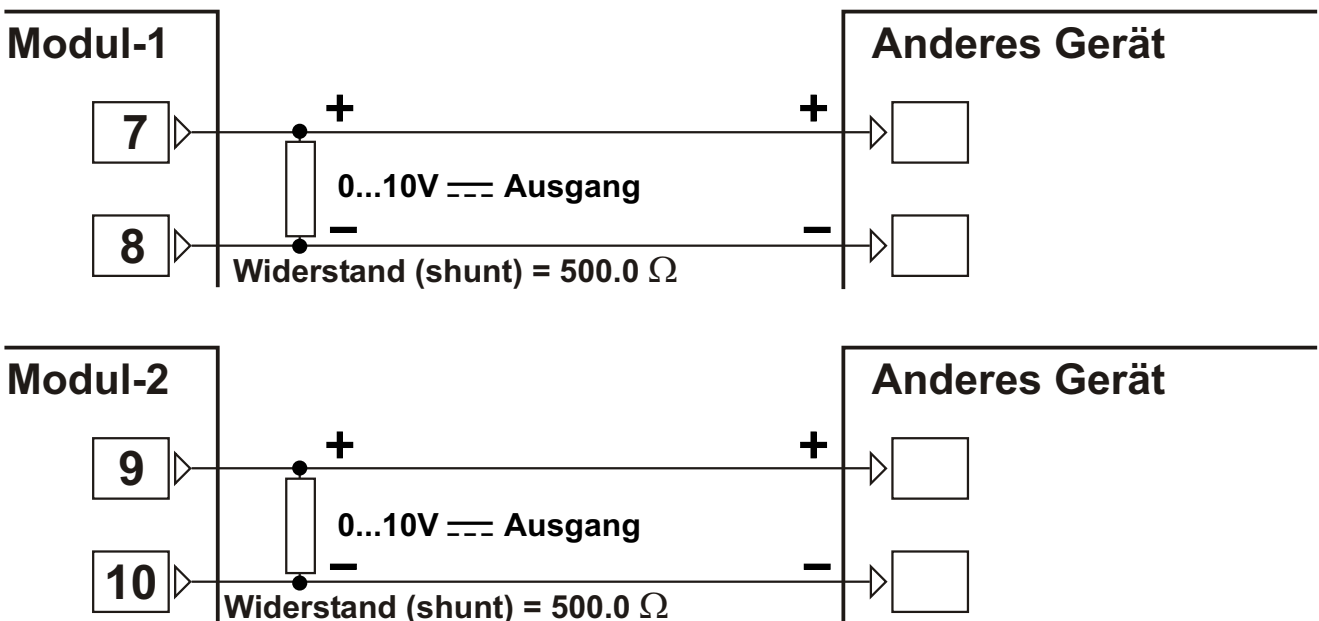 Modul-1
Anderes Gerät
7
+
+
0...10V ⎓ Ausgang
8
–
–
Widerstand (shunt) = 500.0 Ω
Modul-2
Anderes Gerät
9
+
+
0...10V ⎓ Ausgang
10
–
–
Widerstand (shunt) = 500.0 Ω